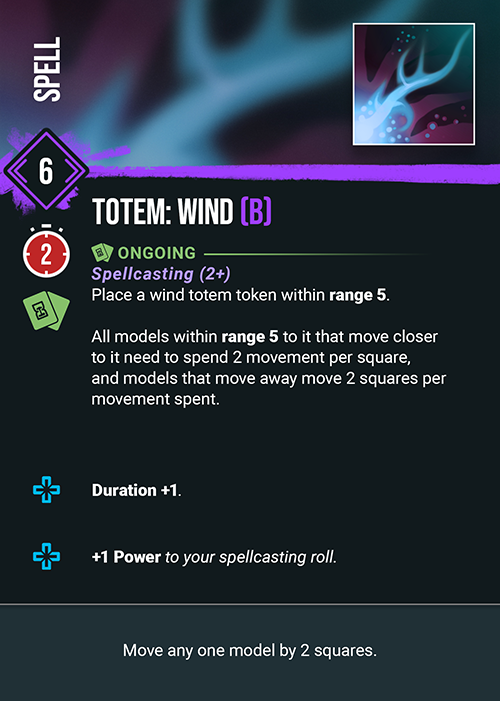 SPELL
6
TOTEM: WIND (B)
2
ONGOING
Spellcasting (2+)
Place a wind totem token within range 5.
All models within range 5 to it that move closer
to it need to spend 2 movement per square,
and models that move away move 2 squares per
movement spent.
Duration +1.
+1 Power to your spellcasting roll.
Move any one model by 2 squares.